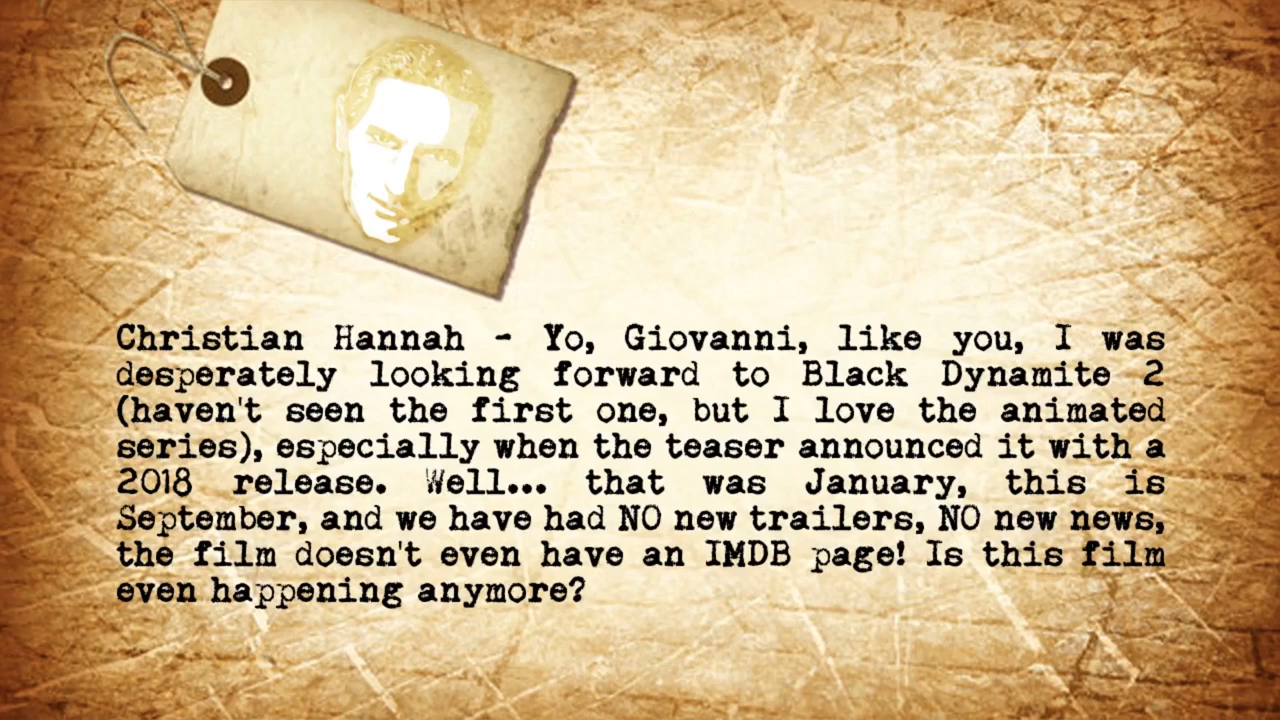 Christian Hannah - Yo, Giovanni, like you, I was
desperately looking forward to Black Dynamite 2
(haven't seen the first one, but I love the animated
series), especially when the teaser announced it with a
2018 release. Well... that was January, this is
September, and we have had NO new trailers, NO new news,
the film doesn't even have an IMDB page! Is this film
even happening anymore?